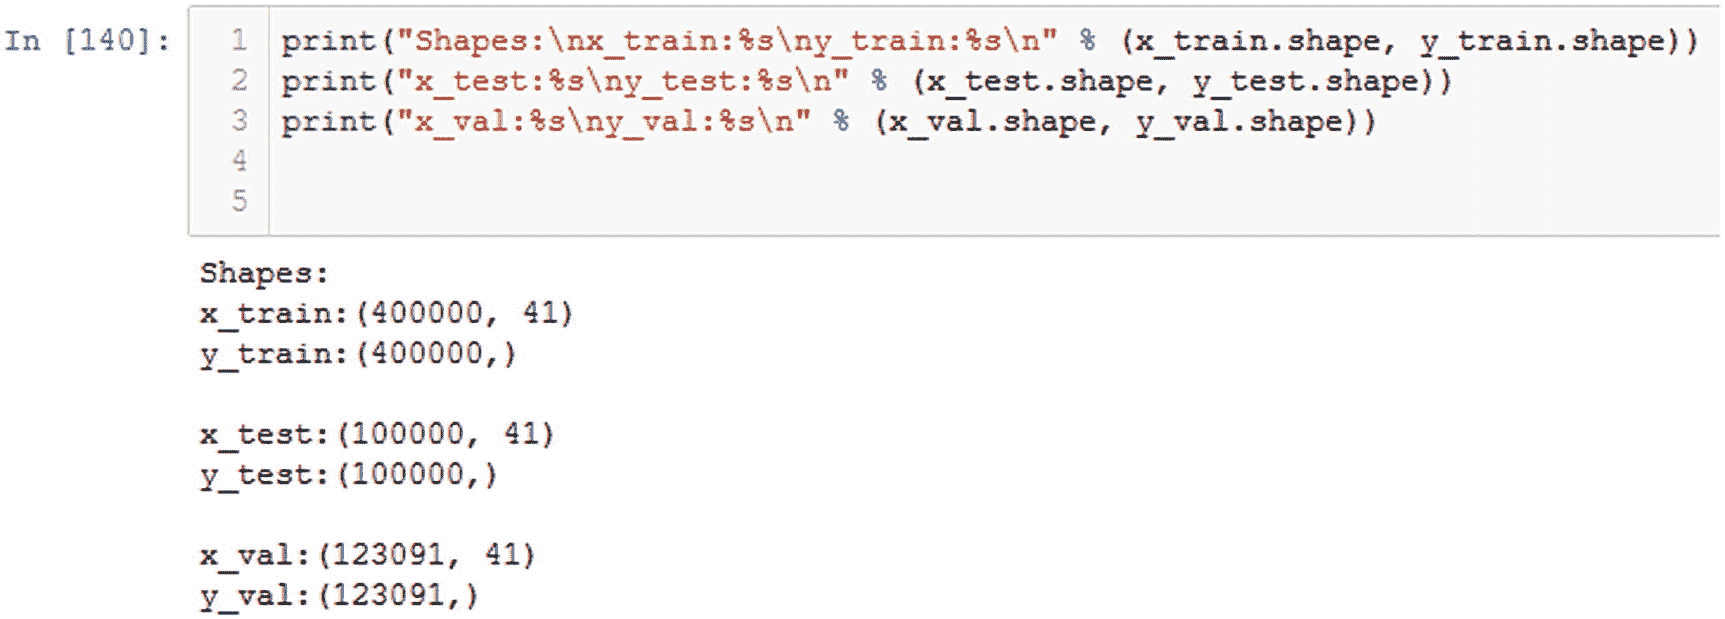 In [140]:
1 print("Shapes:\nx_train:%s\ny_train:%s\n" % (x_train.shape, y_train.shape))
2 print("x_test:%s\ny_test:%s\n" % (x_test.shape, y_test.shape))
3 print("x_val:%s\ny_val:%s\n" % (x_val.shape, y_val.shape))
4
5
Shapes:
x_train:(400000, 41)
y_train:(400000,)
x_test:(100000, 41)
y_test:(100000,)
x_val:(123091, 41)
y_val:(123091,)